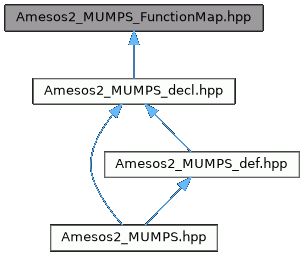 Amesos2_MUMPS_FunctionMap.hpp
Amesos2_MUMPS_decl.hpp
Amesos2_MUMPS_def.hpp
Amesos2_MUMPS.hpp